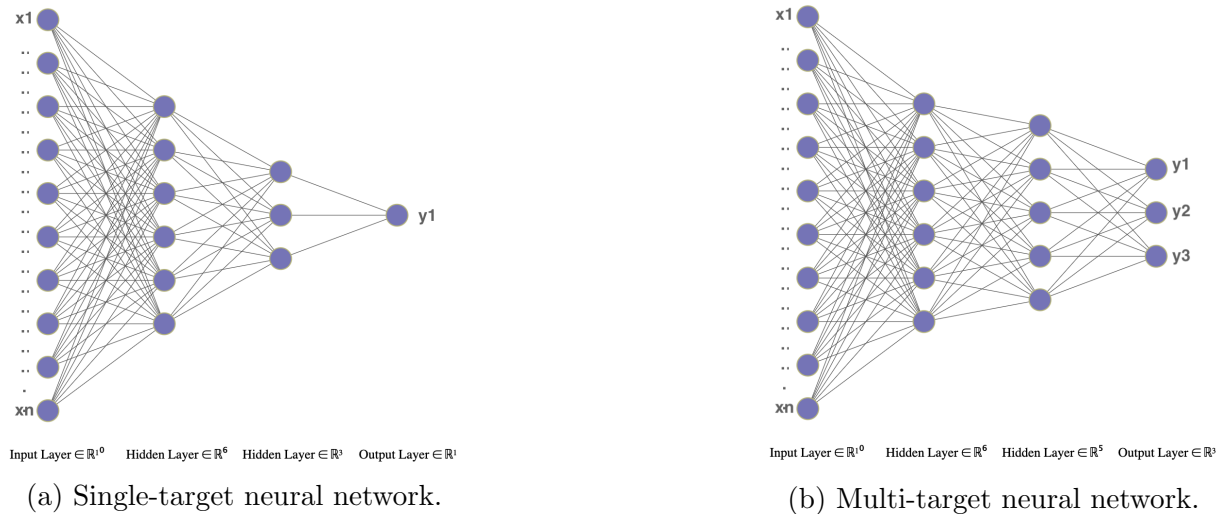 x1
x1
y1
y1
y2
y3
xn
xn
Input Layer ∈ ℝ¹⁰ Hidden Layer ∈ ℝ⁶ Hidden Layer ∈ ℝ³ Output Layer ∈ ℝ¹
Input Layer ∈ ℝ¹⁰ Hidden Layer ∈ ℝ⁶ Hidden Layer ∈ ℝ⁵ Output Layer ∈ ℝ³
(a) Single-target neural network.
(b) Multi-target neural network.